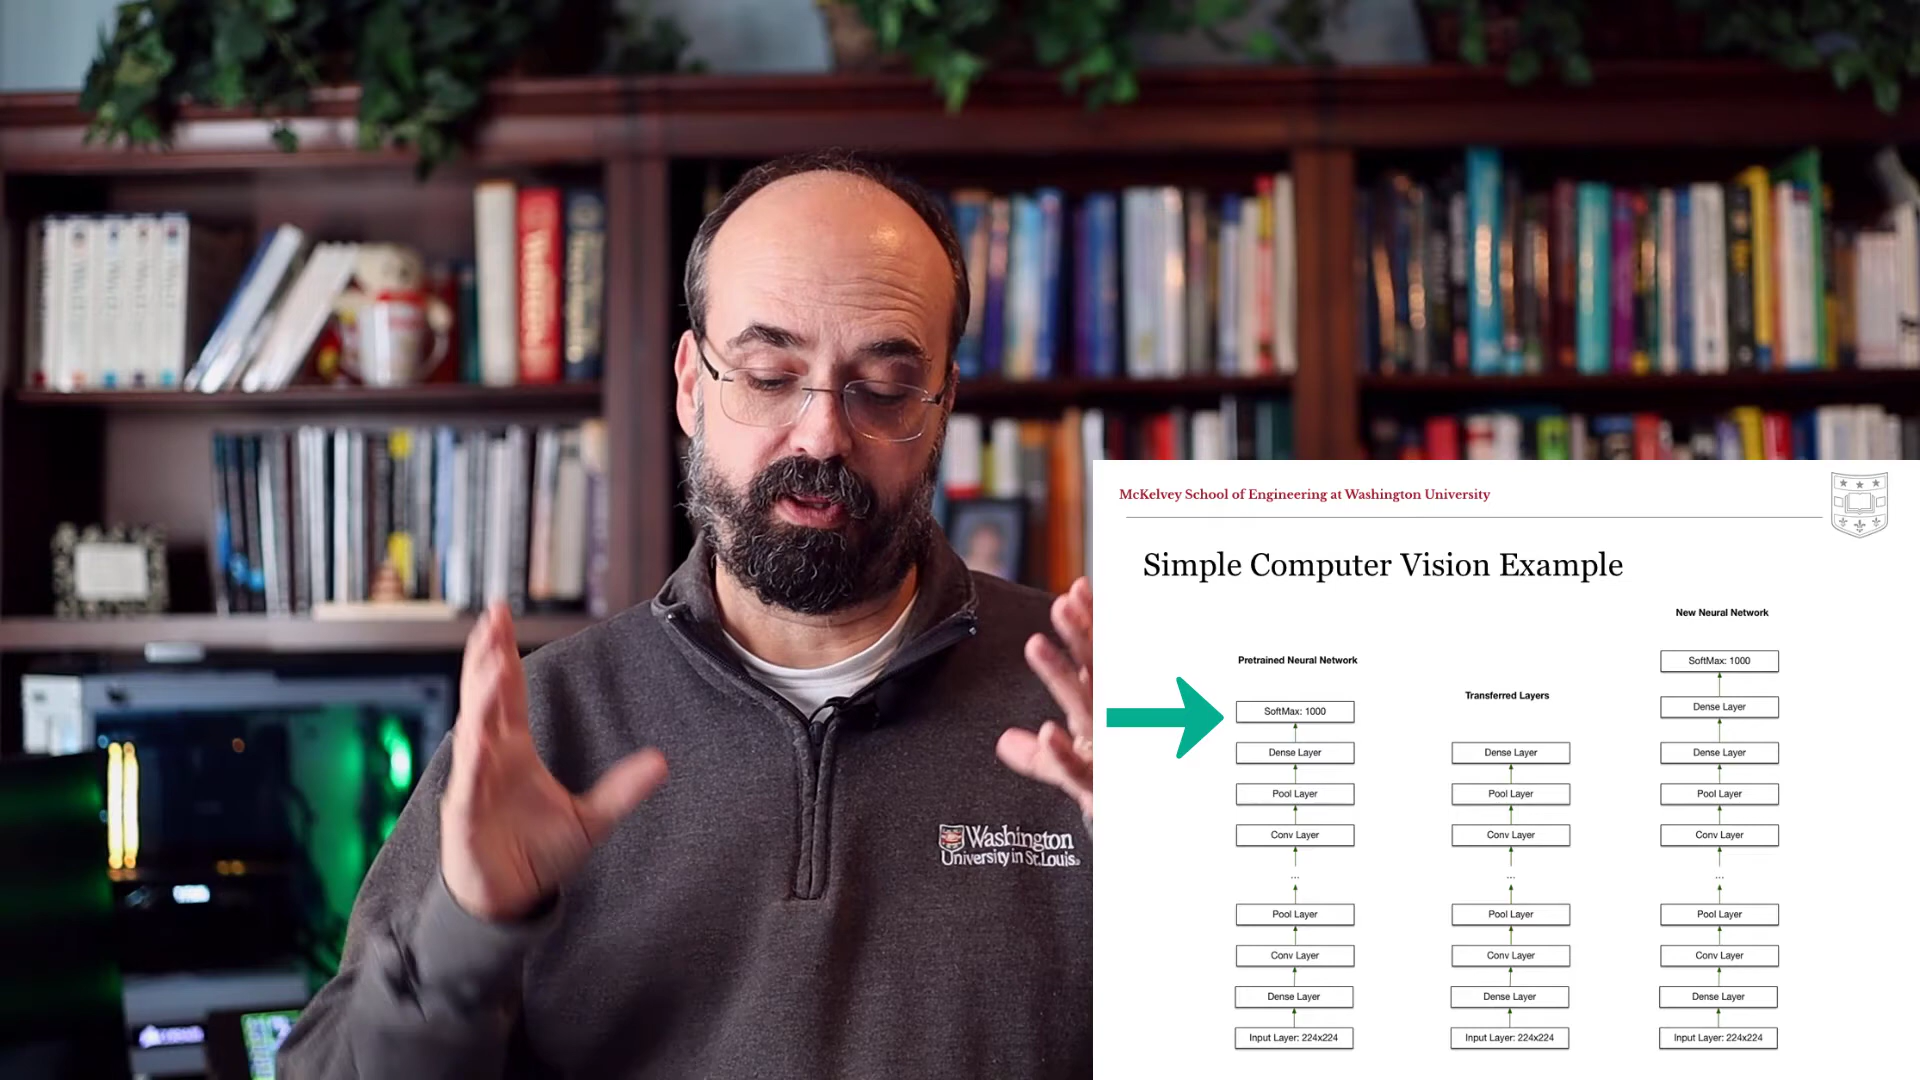 Washington
University in St. Louis
McKelvey School of Engineering at Washington University
Simple Computer Vision Example
Pretrained Neural Network
SoftMax: 1000
Dense Layer
Pool Layer
Conv Layer
...
Pool Layer
Conv Layer
Dense Layer
Input Layer: 224x224
Transferred Layers
Dense Layer
Pool Layer
Conv Layer
...
Pool Layer
Conv Layer
Dense Layer
Input Layer: 224x224
New Neural Network
SoftMax: 1000
Dense Layer
Dense Layer
Pool Layer
Conv Layer
...
Pool Layer
Conv Layer
Dense Layer
Input Layer: 224x224